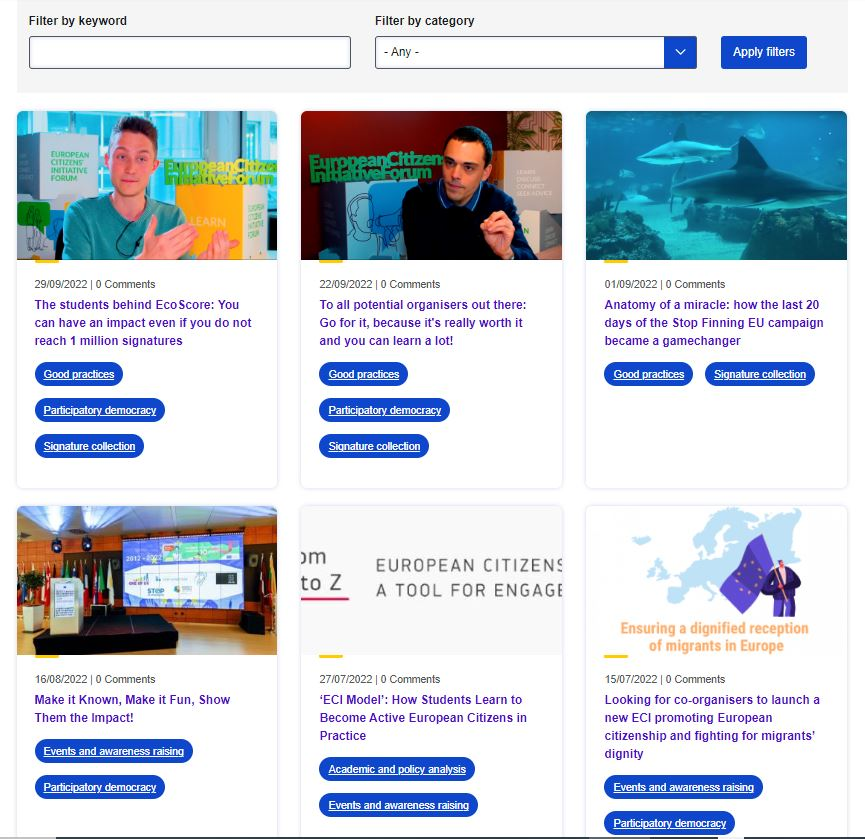 Filter by keyword
Filter by category
- Any -
Apply filters
EUROPEAN
CITIZENS'
INITIATIVE
FORUM
EuropeanCitizen
InitiativeForum
LEARN
EUROPEAN
CITIZENS
INITIATIVE
FORUM
EuropeanCitizen
InitiativeForum
LEARN
DISCUSS
CONNECT
SEEK ADVICE
29/09/2022 | 0 Comments
The students behind EcoScore: You
can have an impact even if you do not
reach 1 million signatures
Good practices
Participatory democracy
Signature collection
22/09/2022 | 0 Comments
To all potential organisers out there:
Go for it, because it's really worth it
and you can learn a lot!
Good practices
Participatory democracy
Signature collection
01/09/2022 | 0 Comments
Anatomy of a miracle: how the last 20
days of the Stop Finning EU campaign
became a gamechanger
Good practices
Signature collection
2012 - 2022
STOP
om
to Z
EUROPEAN CITIZENS
A TOOL FOR ENGAGE
Ensuring a dignified reception
of migrants in Europe
16/08/2022 | 0 Comments
Make it Known, Make it Fun, Show
Them the Impact!
Events and awareness raising
Participatory democracy
27/07/2022 | 0 Comments
‘ECI Model’: How Students Learn to
Become Active European Citizens in
Practice
Academic and policy analysis
Events and awareness raising
15/07/2022 | 0 Comments
Looking for co-organisers to launch a
new ECI promoting European
citizenship and fighting for migrants’
dignity
Events and awareness raising
Participatory democracy